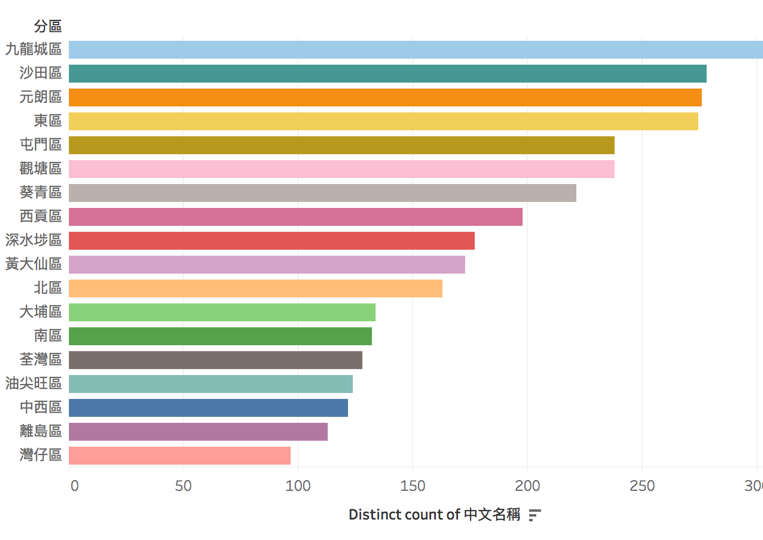 分區
九龍城區
沙田區
元朗區
東區
屯門區
觀塘區
葵青區
西貢區
深水埗區
黃大仙區
北區
大埔區
南區
荃灣區
油尖旺區
中西區
離島區
灣仔區
0 50 100 150 200 250 300
Distinct count of 中文名稱